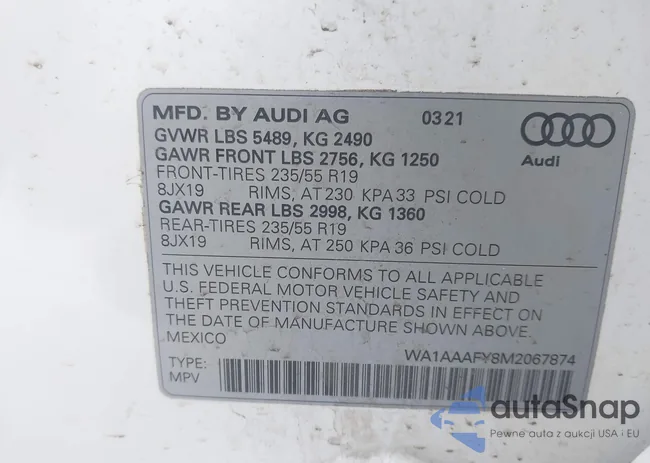 MFD. BY AUDI AG 03 21
GVWR LBS 5489, KG 2490
GAWR FRONT LBS 2756, KG 1250
FRONT-TIRES 235/55 R19
8JX19 RIMS, AT 230 KPA 33 PSI COLD
GAWR REAR LBS 2998, KG 1360
REAR-TIRES 235/55 R19
8JX19 RIMS, AT 250 KPA 36 PSI COLD
Audi
THIS VEHICLE CONFORMS TO ALL APPLICABLE
U.S. FEDERAL MOTOR VEHICLE SAFETY AND
THEFT PREVENTION STANDARDS IN EFFECT ON
THE DATE OF MANUFACTURE SHOWN ABOVE.
MEXICO
WA1AAAFY8M2067874
TYPE:
MPV
autaSnap
Pewne auta z aukcji USA i EU